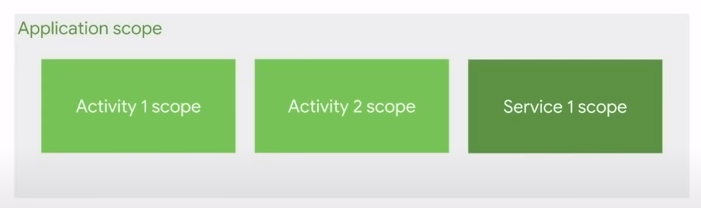 Application scope
Activity 1 scope
Activity 2 scope
Service 1 scope